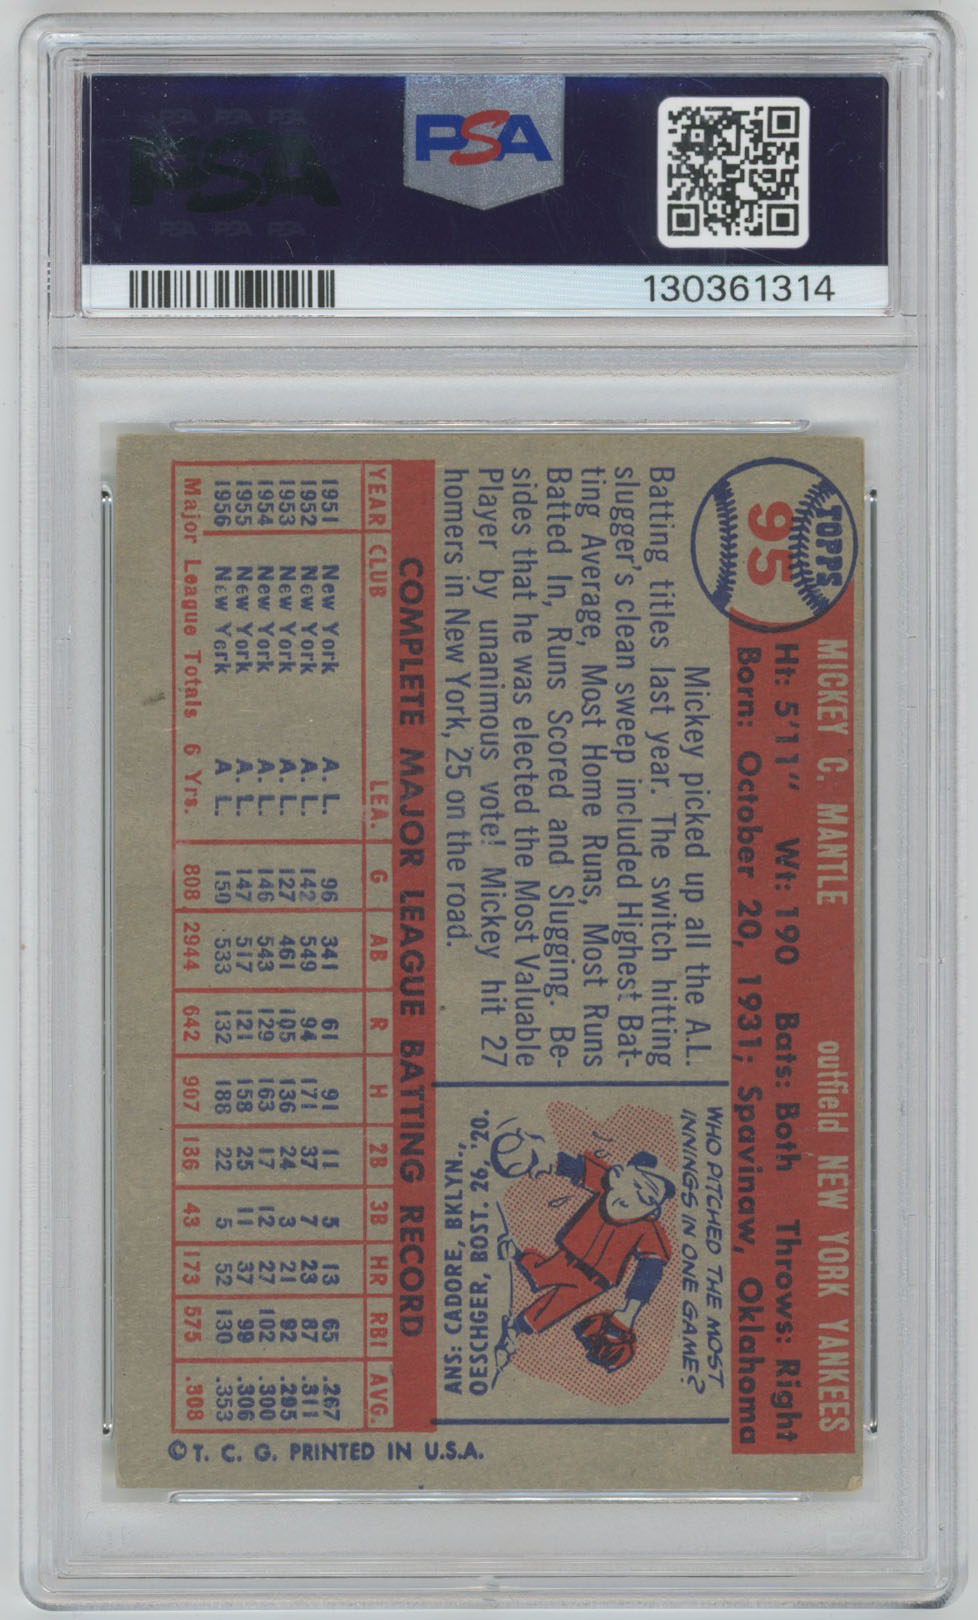 PSA PSA PSA
PSA
PSA PSA PSA
PSA
130361314
TOPPS
95
MICKEY C. MANTLE outfield NEW YORK YANKEES
Ht: 5'11" Wt: 190 Bats: Both Throws: Right
Born: October 20, 1931; Spavinaw, Oklahoma
Mickey picked up all the A.L.
Batting titles last year. The switch hitting
slugger's clean sweep included Highest Bat-
ting Average, Most Home Runs, Most Runs
Batted In, Runs Scored and Slugging. Be-
sides that he was elected the Most Valuable
Player by unanimous vote! Mickey hit 27
homers in New York, 25 on the road.
WHO PITCHED THE MOST
INNINGS IN ONE GAME?
ANS: CADORE, BKLYN.,
OESCHGER, BOST. 26, '20.
COMPLETE MAJOR LEAGUE BATTING RECORD
YEAR CLUB LEA. G AB R H 2B 3B HR RBI AVG.
1951 New York A. L. 96 341 61 91 11 5 13 65 .267
1952 New York A. L. 142 549 94 171 37 7 23 87 .311
1953 New York A. L. 127 461 105 136 24 3 21 92 .295
1954 New York A. L. 146 543 129 163 17 12 27 102 .300
1955 New York A. L. 147 517 121 158 25 11 37 99 .306
1956 New York A L. 150 533 132 188 22 5 52 130 .353
Major League Totals 6 Yrs. 808 2944 642 907 136 43 173 575 .308
© T. C. G. PRINTED IN U.S.A.